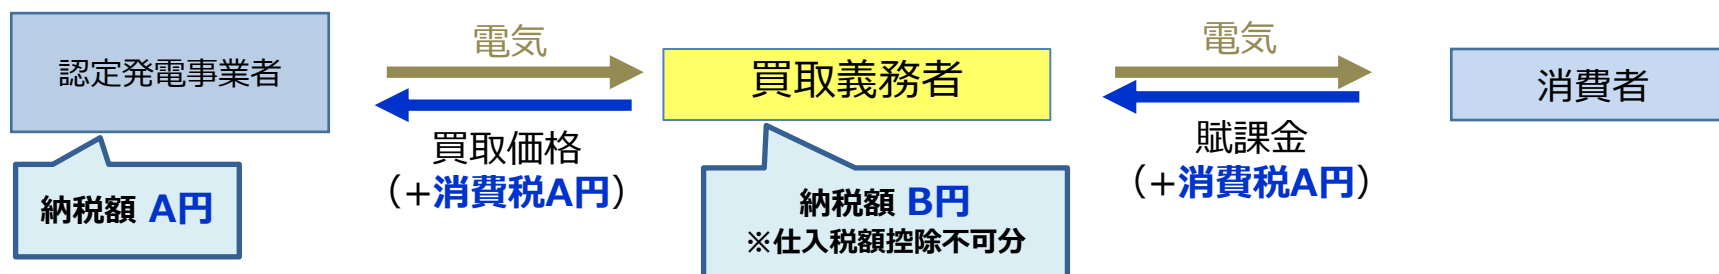 認定発電事業者
電気
買取義務者
電気
消費者
買取価格
（+消費税A円）
賦課金
（+消費税A円）
納税額 A円
納税額 B円
※仕入税額控除不可分